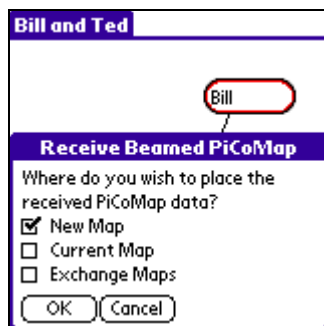 Bill and Ted
Bill
Receive Beamed PiCoMap
Where do you wish to place the
received PiCoMap data?
New Map
Current Map
Exchange Maps
OK Cancel